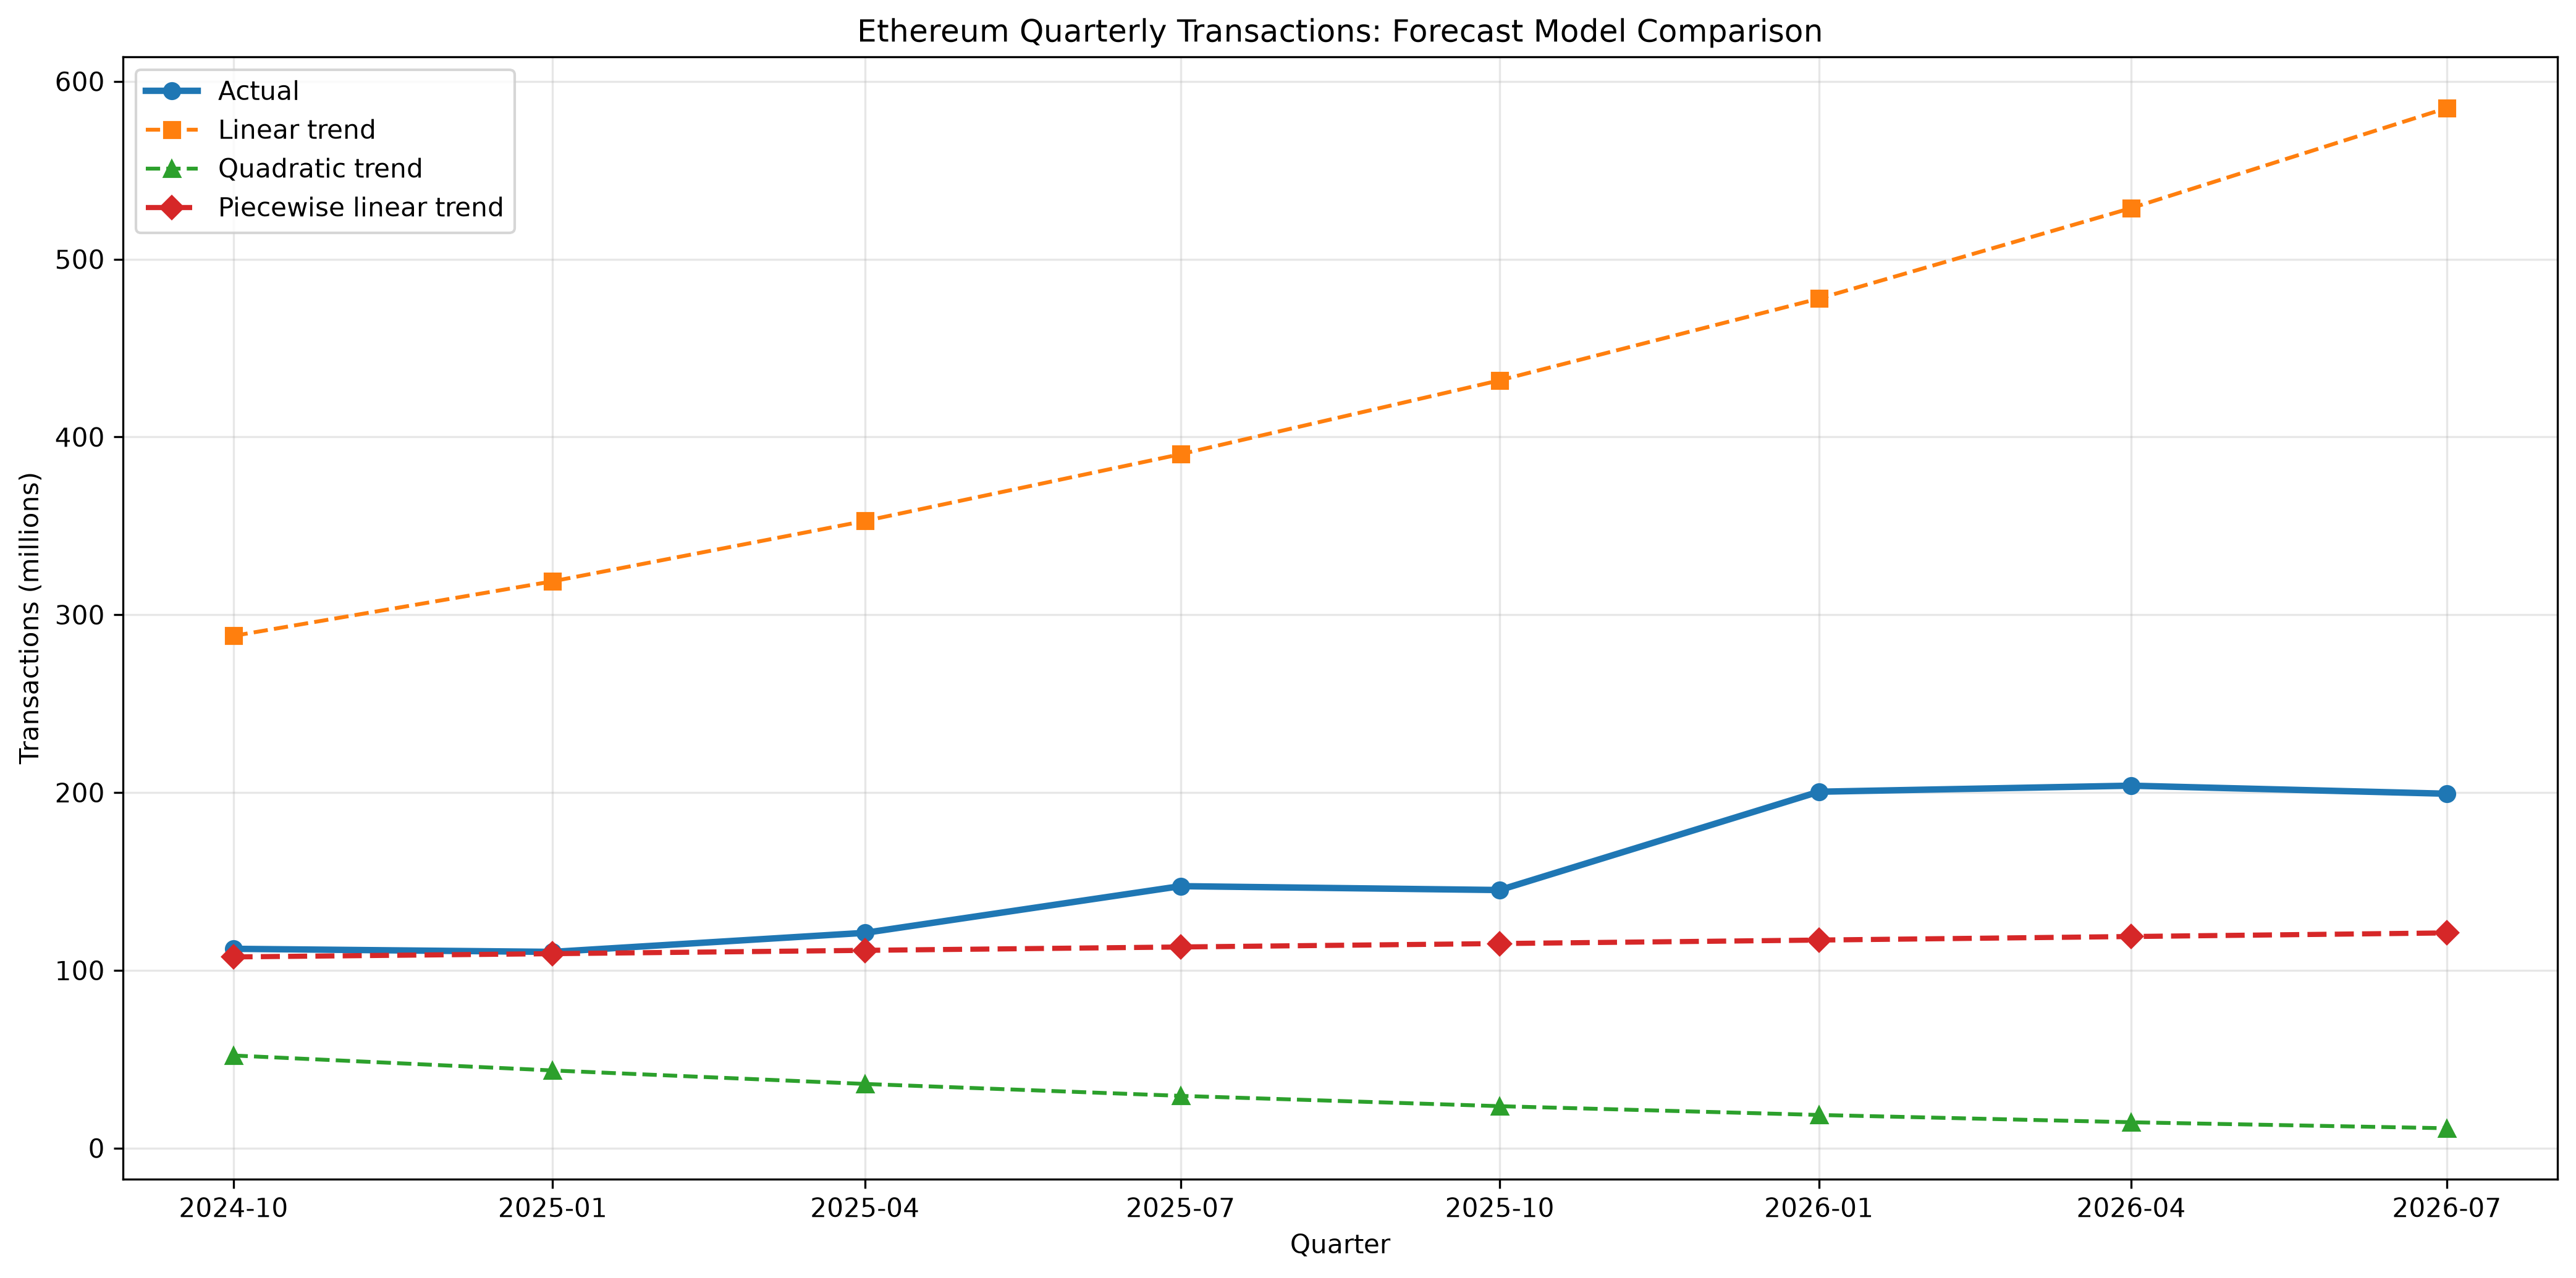 Ethereum Quarterly Transactions: Forecast Model Comparison
Actual
Linear trend
Quadratic trend
Piecewise linear trend
600
500
400
300
200
100
0
Transactions (millions)
2024-10
2025-01
2025-04
2025-07
2025-10
2026-01
2026-04
2026-07
Quarter